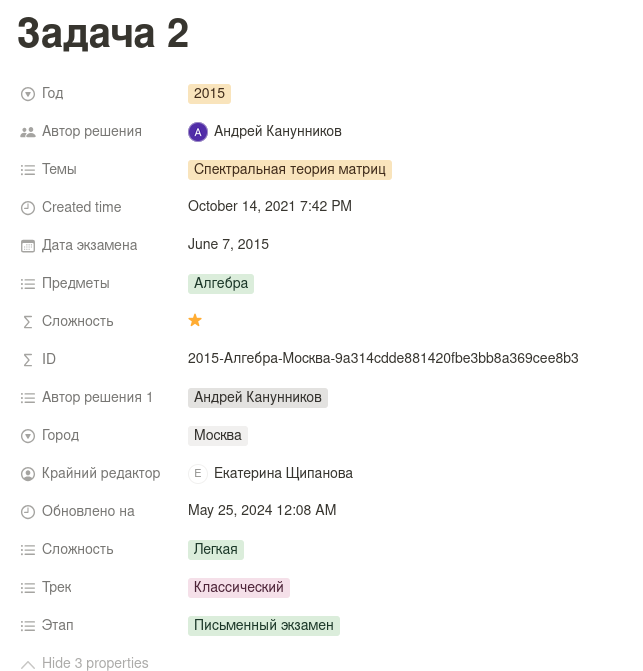 Задача 2
Год 2015
Автор решения А Андрей Канунников
Темы Спектральная теория матриц
Created time October 14, 2021 7:42 PM
Дата экзамена June 7, 2015
Предметы Алгебра
Сложность
ID 2015-Алгебра-Москва-9a314cdde881420fbe3bb8a369cee8b3
Автор решения 1 Андрей Канунников
Город Москва
Крайний редактор Е Екатерина Щипанова
Обновлено на May 25, 2024 12:08 AM
Сложность Легкая
Трек Классический
Этап Письменный экзамен
Hide 3 properties